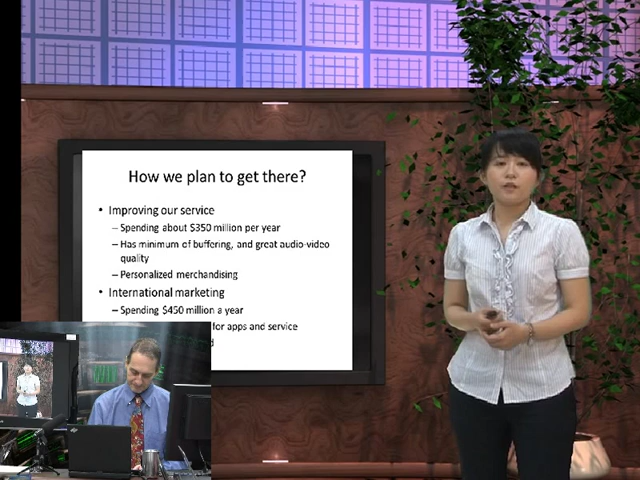 How we plan to get there?
• Improving our service
– Spending about $350 million per year
– Has minimum of buffering, and great audio-video
quality
– Personalized merchandising
• International marketing
– Spending $450 million a year
for apps and service